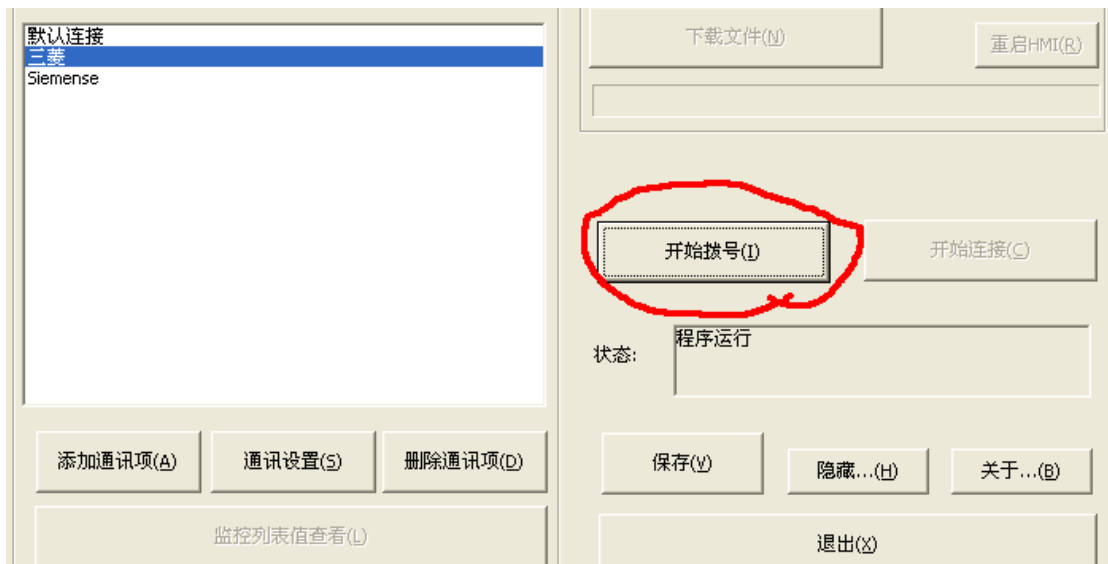 默认连接
三菱
Siemense
下载文件(N)
重启HMI(R)
开始拨号(I)
开始连接(C)
状态:
程序运行
添加通讯项(A)
通讯设置(S)
删除通讯项(D)
保存(V)
隐藏...(H)
关于...(B)
监控列表值查看(L)
退出(X)